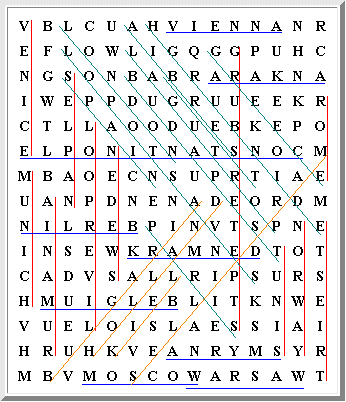 V B L C U A H V I E N N A N R
E F L O W L I G Q G G P U H C
N G S O N B A B R A R A K N A
I W E P P D U G R U U E E K R
C T L L A O O D U E B K E P O
E L P O N I T N A T S N O C M
M B A O E C N S U P R T I A E
U A N P D N E N A D E O R D M
N I L R E B P I N V T S P N E
I N S E W K R A M N E D T O T
C A D V S A L L R I P S U R S
H M U I G L E B L I T K N W E
V U E L O I S L A E S S I A I
H R U H K V E A N R Y M S Y R
M B V M O S C O W A R S A W T